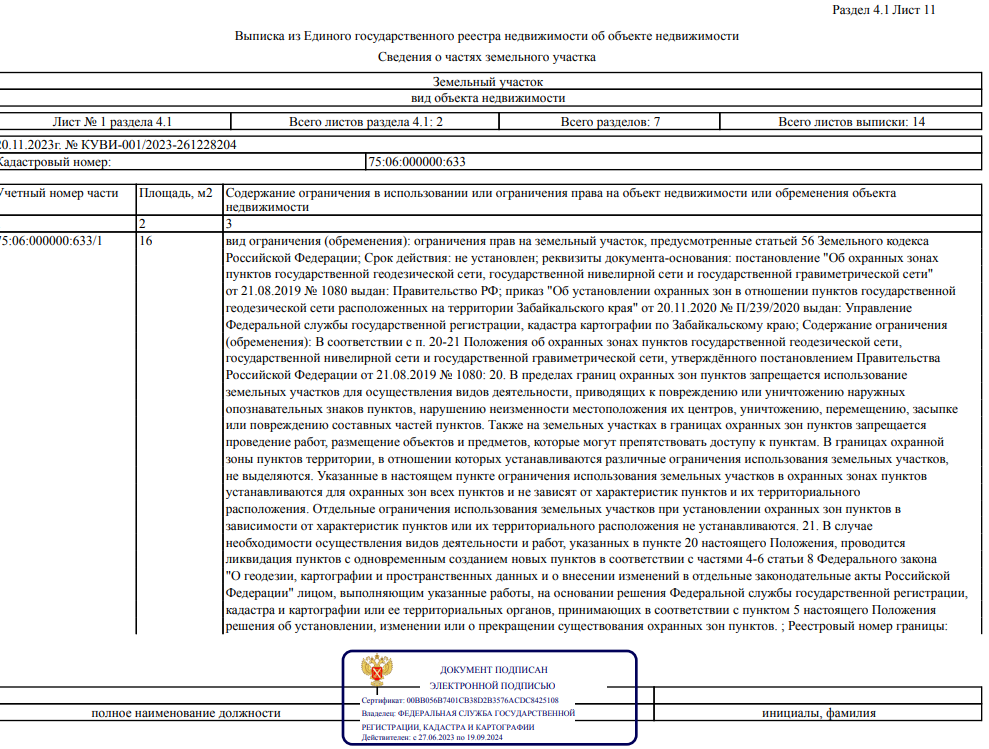 Раздел 4.1 Лист 11
Выписка из Единого государственного реестра недвижимости об объекте недвижимости
Сведения о частях земельного участка
Земельный участок
вид объекта недвижимости
Лист № 1 раздела 4.1 Всего листов раздела 4.1: 2 Всего разделов: 7 Всего листов выписки: 14
20.11.2023г. № КУВИ-001/2023-261228204
Кадастровый номер: 75:06:000000:633
Учетный номер части Площадь, м2 Содержание ограничения в использовании или ограничения права на объект недвижимости или обременения объекта
недвижимости
2 3
75:06:000000:633/1 16 вид ограничения (обременения): ограничения прав на земельный участок, предусмотренные статьей 56 Земельного кодекса
Российской Федерации; Срок действия: не установлен; реквизиты документа-основания: постановление "Об охранных зонах
пунктов государственной геодезической сети, государственной нивелирной сети и государственной гравиметрической сети"
от 21.08.2019 № 1080 выдан: Правительство РФ; приказ "Об установлении охранных зон в отношении пунктов государственной
геодезической сети расположенных на территории Забайкальского края" от 20.11.2020 № П/239/2020 выдан: Управление
Федеральной службы государственной регистрации, кадастра картографии по Забайкальскому краю; Содержание ограничения
(обременения): В соответствии с п. 20-21 Положения об охранных зонах пунктов государственной геодезической сети,
государственной нивелирной сети и государственной гравиметрической сети, утверждённого постановлением Правительства
Российской Федерации от 21.08.2019 № 1080: 20. В пределах границ охранных зон пунктов запрещается использование
земельных участков для осуществления видов деятельности, приводящих к повреждению или уничтожению наружных
опознавательных знаков пунктов, нарушению неизменности местоположения их центров, уничтожению, перемещению, засыпке
или повреждению составных частей пунктов. Также на земельных участках в границах охранных зон пунктов запрещается
проведение работ, размещение объектов и предметов, которые могут препятствовать доступу к пунктам. В границах охранной
зоны пунктов территории, в отношении которых устанавливаются различные ограничения использования земельных участков,
не выделяются. Указанные в настоящем пункте ограничения использования земельных участков в охранных зонах пунктов
устанавливаются для охранных зон всех пунктов и не зависят от характеристик пунктов и их территориального
расположения. Отдельные ограничения использования земельных участков при установлении охранных зон пунктов в
зависимости от характеристик пунктов или их территориального расположения не устанавливаются. 21. В случае
необходимости осуществления видов деятельности и работ, указанных в пункте 20 настоящего Положения, проводится
ликвидация пунктов с одновременным созданием новых пунктов в соответствии с частями 4-6 статьи 8 Федерального закона
"О геодезии, картографии и пространственных данных и о внесении изменений в отдельные законодательные акты Российской
Федерации" лицом, выполняющим указанные работы, на основании решения Федеральной службы государственной регистрации,
кадастра и картографии или ее территориальных органов, принимающих в соответствии с пунктом 5 настоящего Положения
решения об установлении, изменении или о прекращении существования охранных зон пунктов. ; Реестровый номер границы:
ДОКУМЕНТ ПОДПИСАН
ЭЛЕКТРОННОЙ ПОДПИСЬЮ
Сертификат: 00BB056B7401CB38D2B3576ACDC8425108
Владелец: ФЕДЕРАЛЬНАЯ СЛУЖБА ГОСУДАРСТВЕННОЙ
РЕГИСТРАЦИИ, КАДАСТРА И КАРТОГРАФИИ
Действителен: с 27.06.2023 по 19.09.2024
полное наименование должности инициалы, фамилия